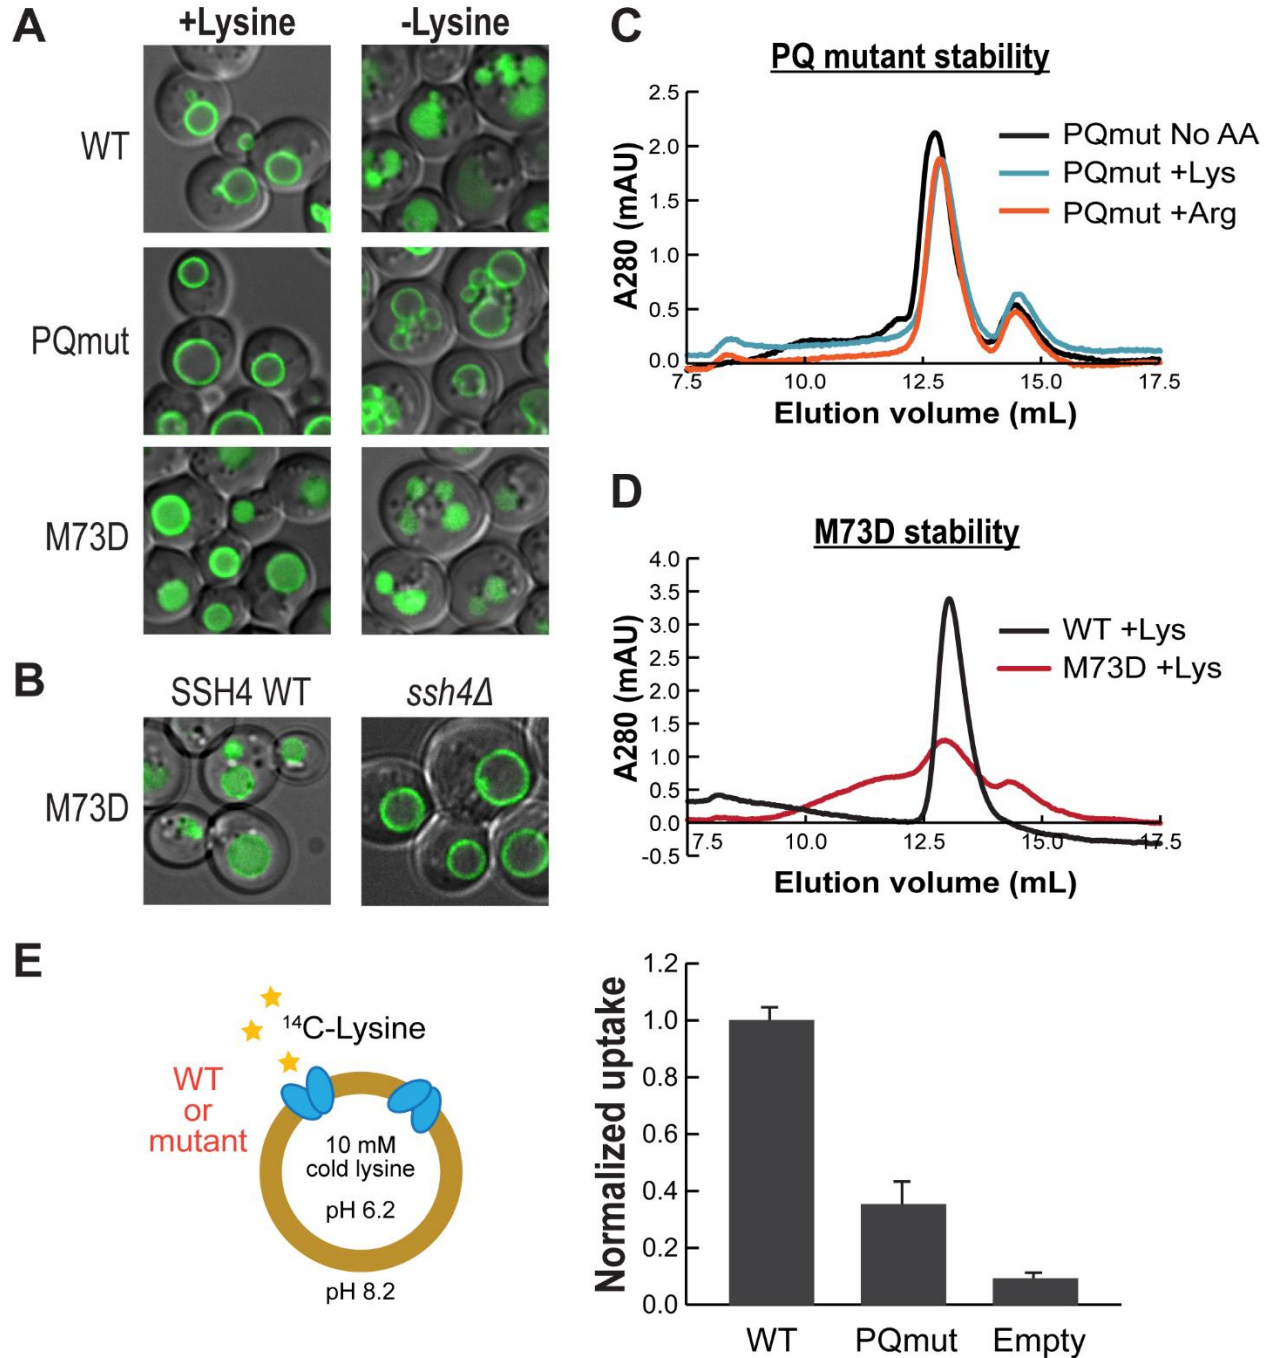 A
+Lysine
-Lysine
WT
PQmut
M73D
B
SSH4 WT
ssh4Δ
M73D
C
PQ mutant stability
2.5
2.0
1.5
1.0
0.5
0.0
A280 (mAU)
PQmut No AA
PQmut +Lys
PQmut +Arg
7.5
10.0
12.5
15.0
17.5
Elution volume (mL)
D
M73D stability
4.0
3.5
3.0
2.5
2.0
1.5
1.0
0.5
0.0
-0.5
A280 (mAU)
WT +Lys
M73D +Lys
7.5
10.0
12.5
15.0
17.5
Elution volume (mL)
E
¹⁴C-Lysine
WT
or
mutant
10 mM
cold lysine
pH 6.2
pH 8.2
Normalized uptake
1.2
1.0
0.8
0.6
0.4
0.2
0.0
WT
PQmut
Empty